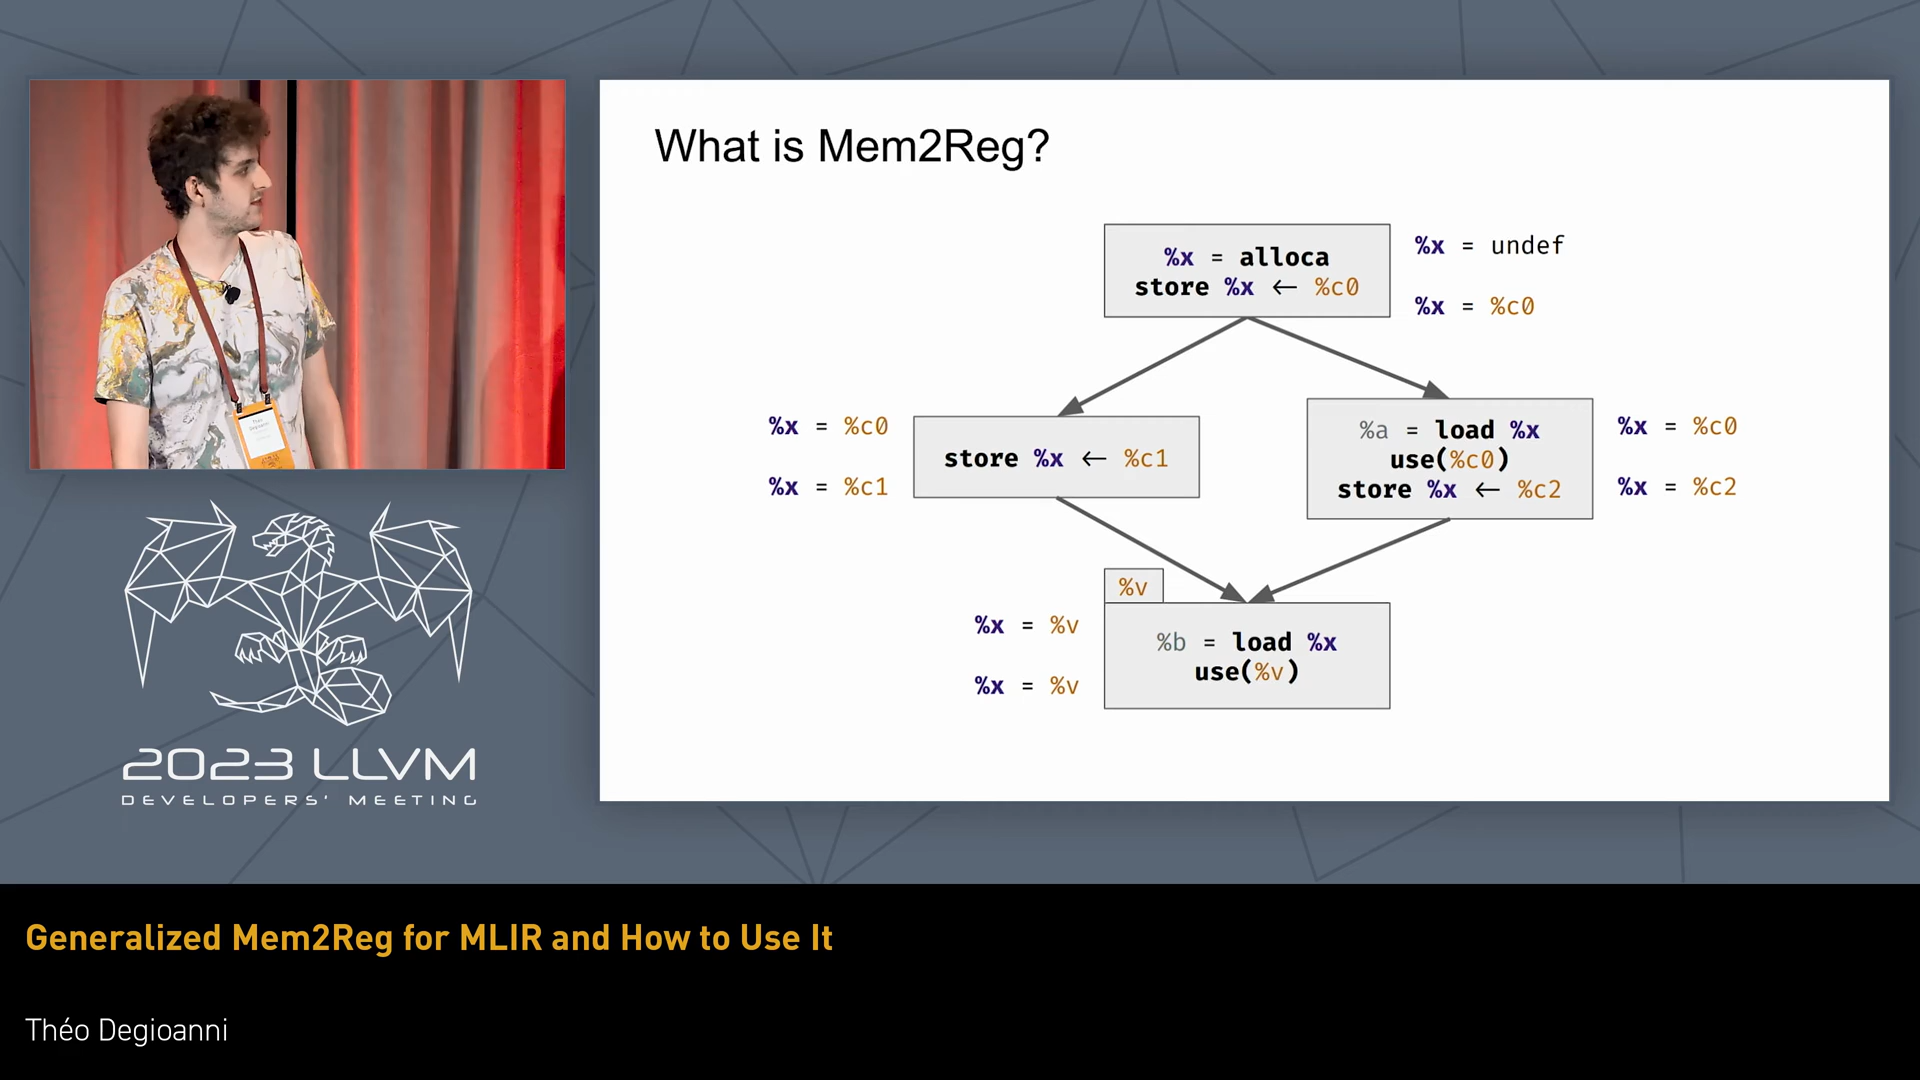 What is Mem2Reg?
%x = alloca
store %x ← %c0
%x = undef
%x = %c0
%x = %c0
%x = %c1
store %x ← %c1
%a = load %x
use(%c0)
store %x ← %c2
%x = %c0
%x = %c2
%v
%x = %v
%x = %v
%b = load %x
use(%v)
2023 LLVM
DEVELOPERS' MEETING
Generalized Mem2Reg for MLIR and How to Use It
Théo Degioanni